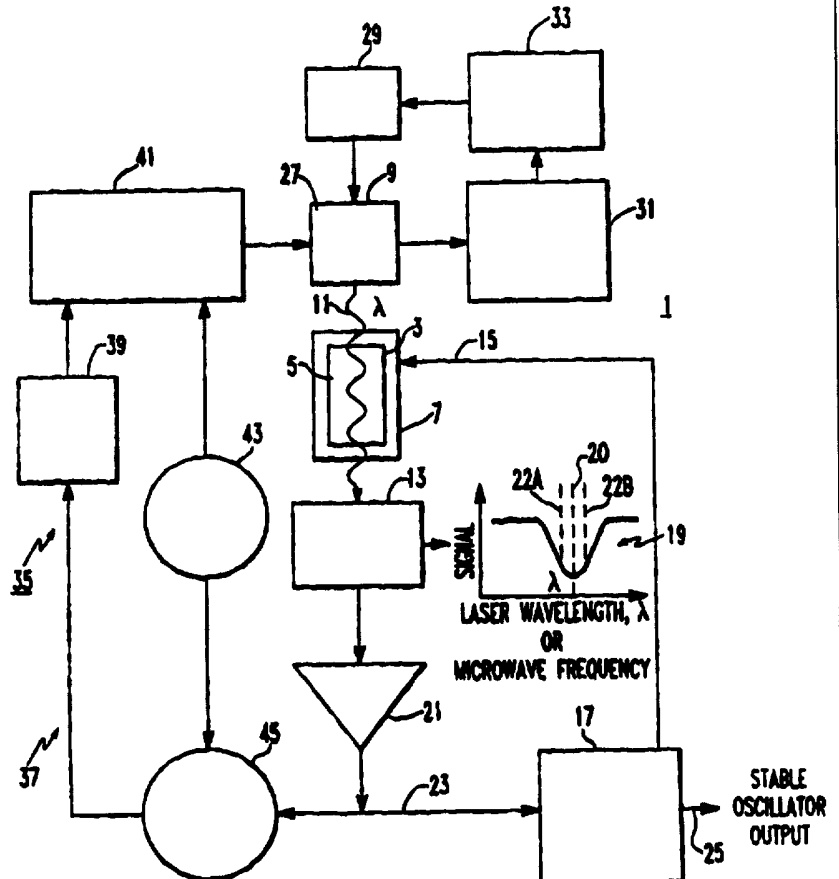 33
29
41
27
9
31
11
λ
3
1
39
15
5
7
43
20
13
22A
22B
SIGNAL
19
λ
35
LASER WAVELENGTH, λ
OR
MICROWAVE FREQUENCY
21
17
37
45
23
STABLE
OSCILLATOR
OUTPUT
25